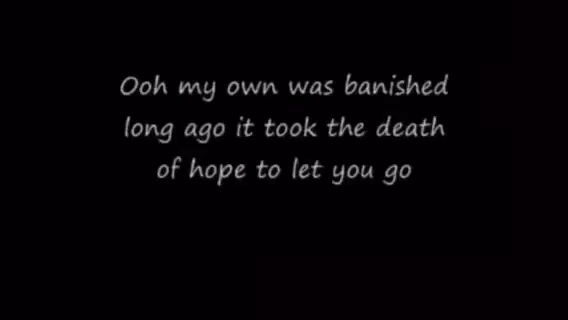 Ooh my own was banished
long ago it took the death
of hope to let you go